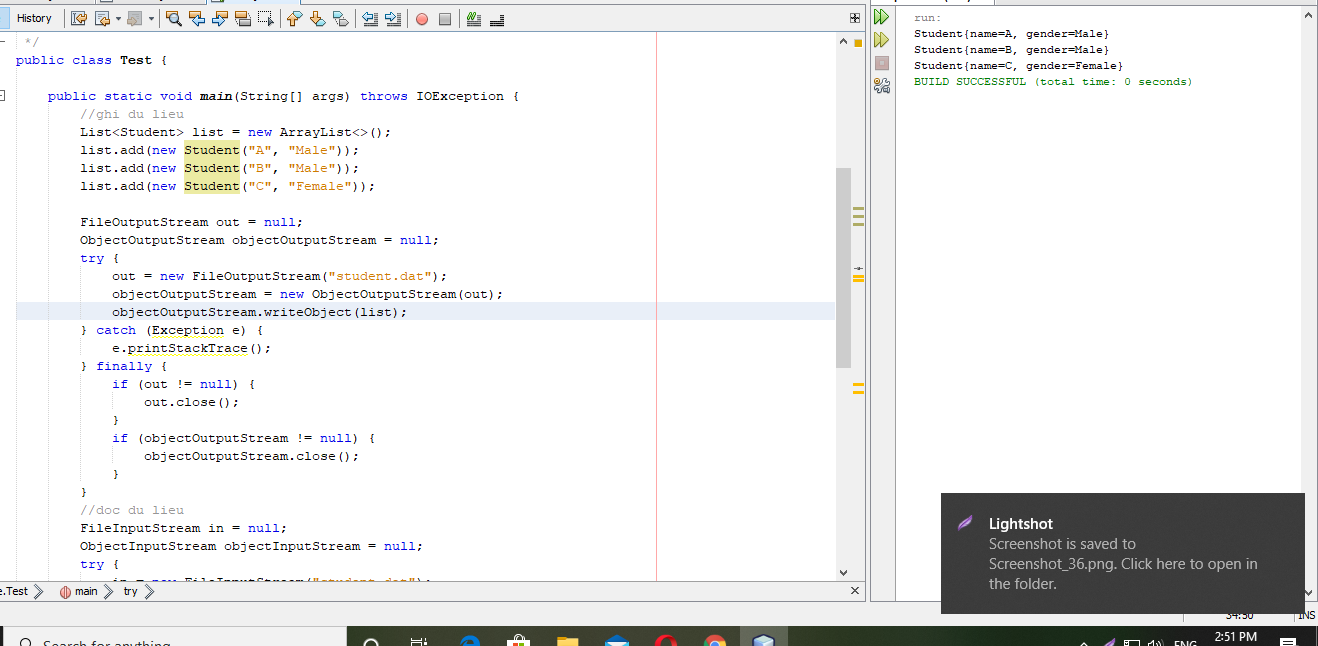 History
*/
public class Test {
public static void main(String[] args) throws IOException {
//ghi du lieu
List<Student> list = new ArrayList<>();
list.add(new Student("A", "Male"));
list.add(new Student("B", "Male"));
list.add(new Student("C", "Female"));
FileOutputStream out = null;
ObjectOutputStream objectOutputStream = null;
try {
out = new FileOutputStream("student.dat");
objectOutputStream = new ObjectOutputStream(out);
objectOutputStream.writeObject(list);
} catch (Exception e) {
e.printStackTrace();
} finally {
if (out != null) {
out.close();
}
if (objectOutputStream != null) {
objectOutputStream.close();
}
}
//doc du lieu
FileInputStream in = null;
ObjectInputStream objectInputStream = null;
try {
in = new FileInputStream("student.dat");
e.Test
main
try
run:
Student{name=A, gender=Male}
Student{name=B, gender=Male}
Student{name=C, gender=Female}
BUILD SUCCESSFUL (total time: 0 seconds)
Lightshot
Screenshot is saved to
Screenshot_36.png. Click here to open in
the folder.
34:50
INS
Search for anything
ENG
2:51 PM